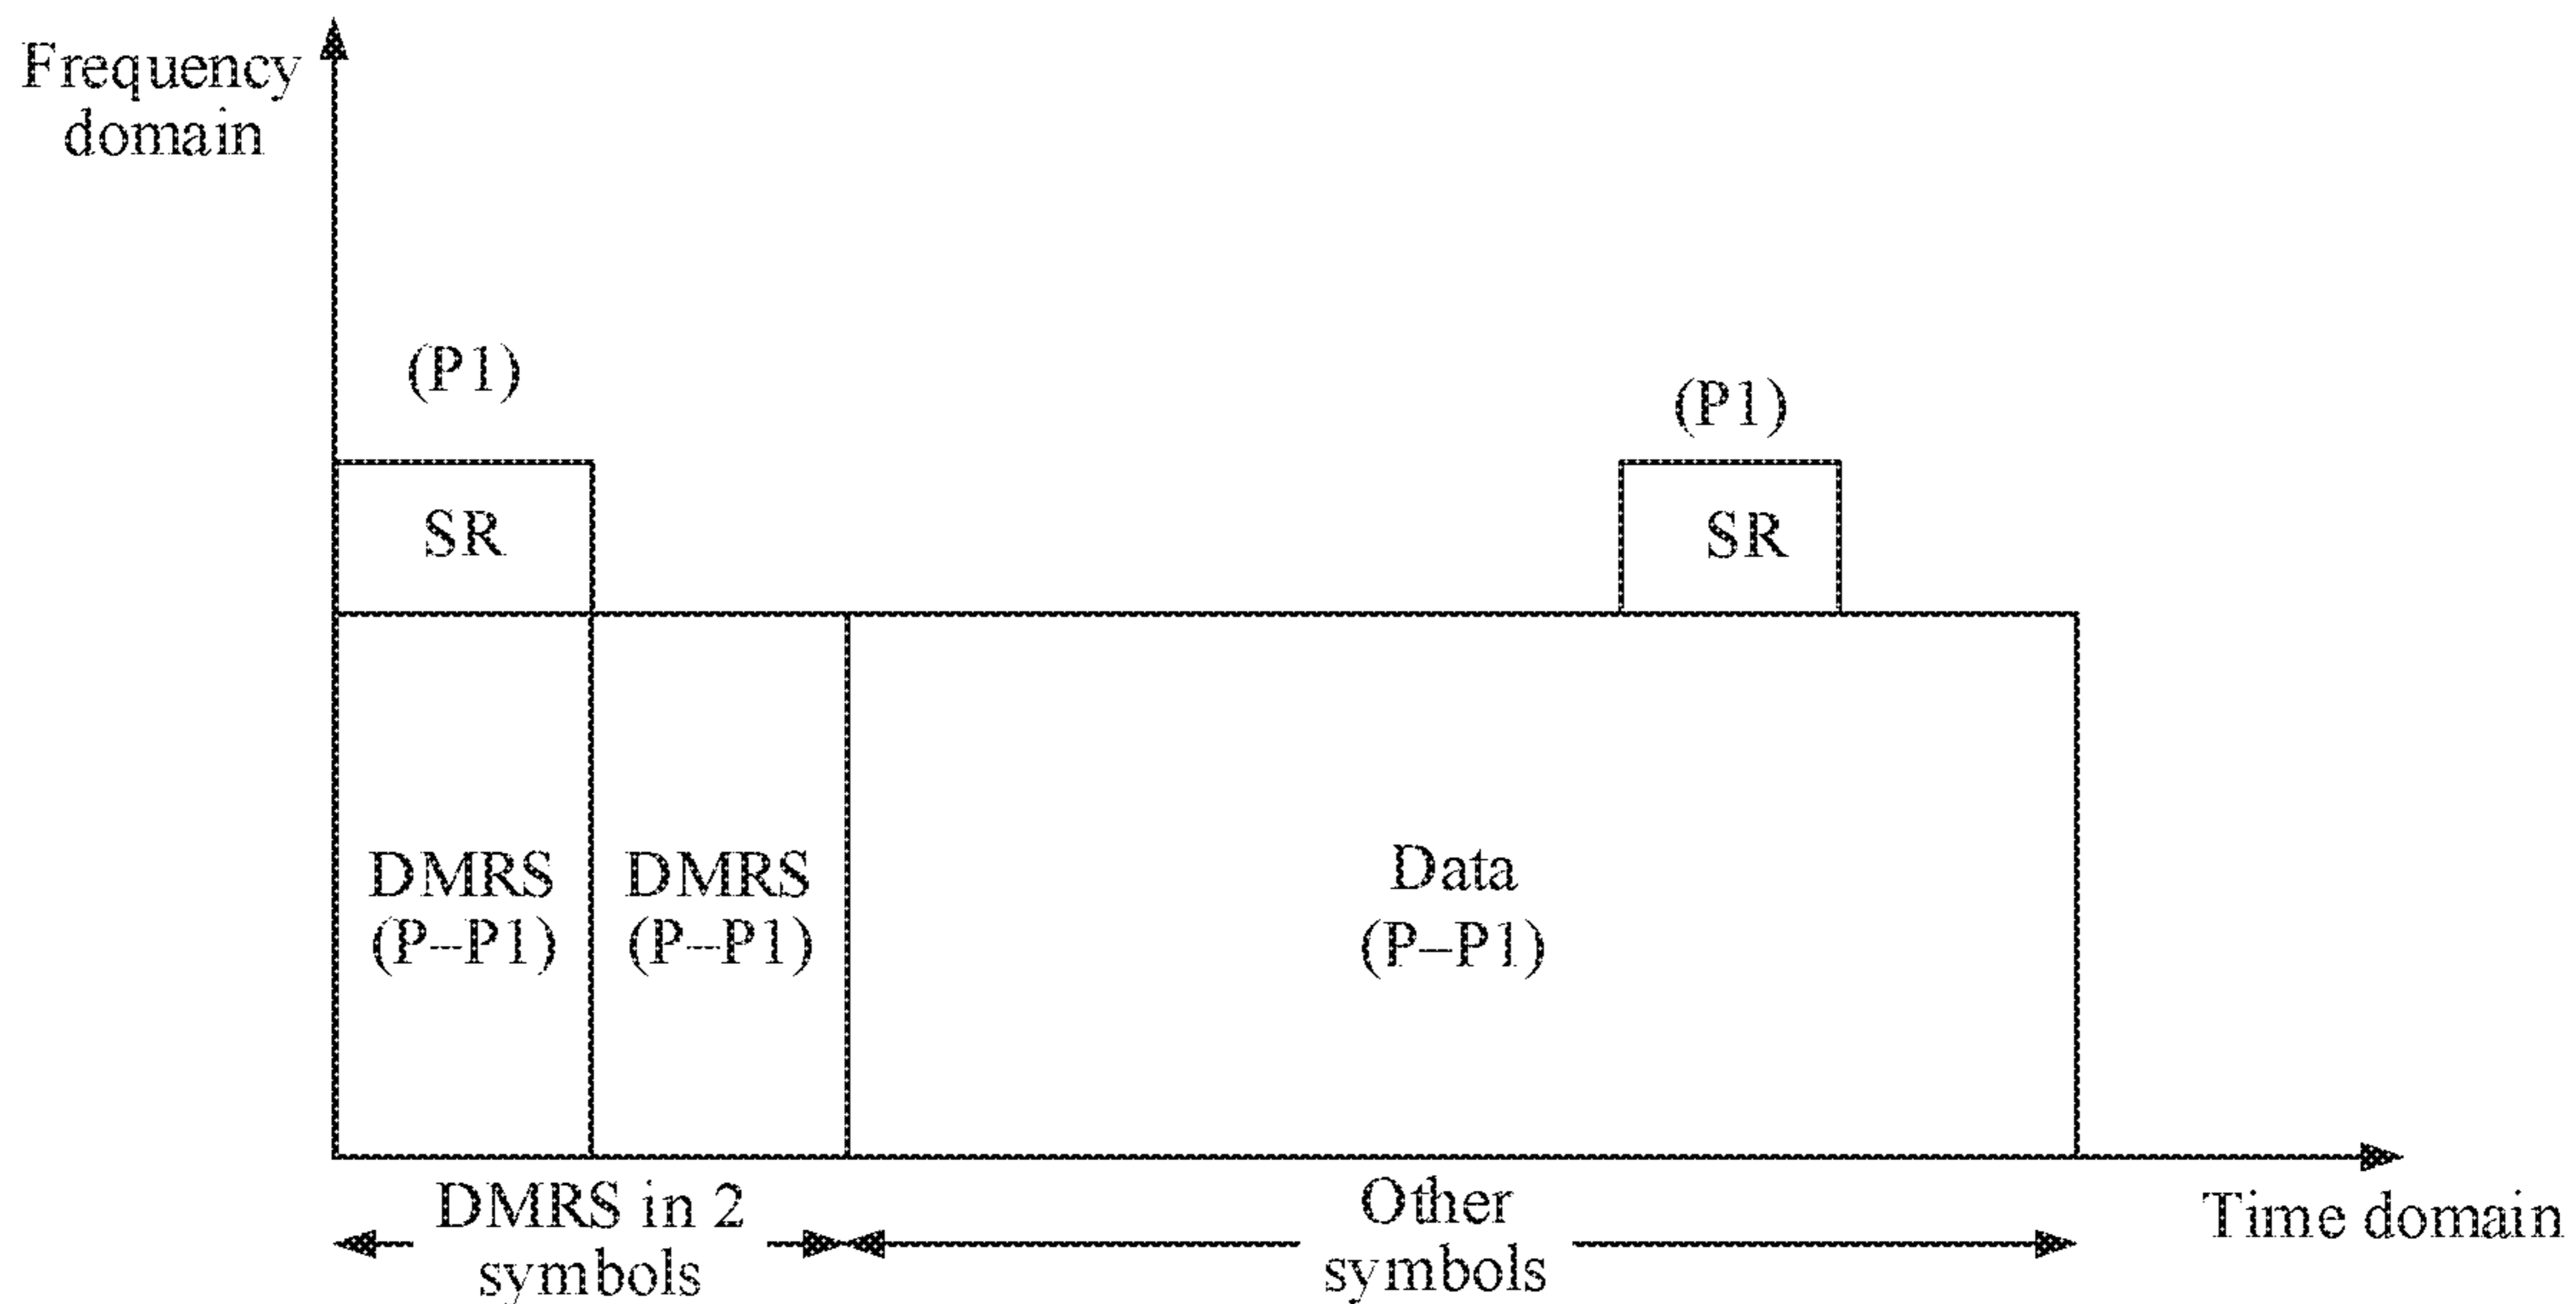 Frequency
domain
(P1)
(P1)
SR
SR
DMRS
(P--P1)
DMRS
(P--P1)
Data
(P–P1)
DMRS in 2
symbols
Other
symbols
Time domain